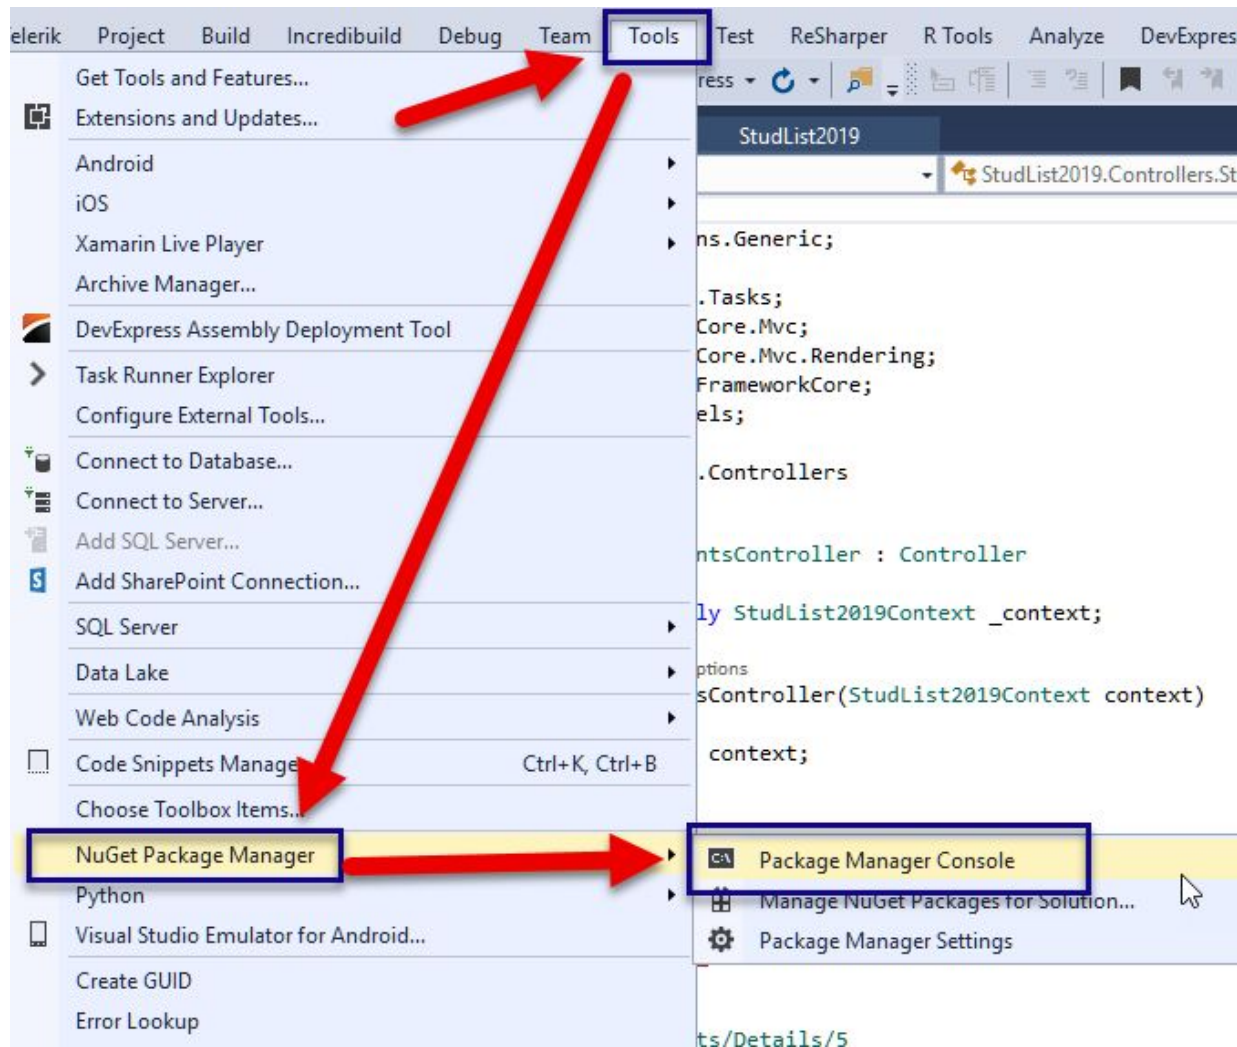 elerik Project Build Incredibuild Debug Team Tools Test ReSharper R Tools Analyze DevExpres
Get Tools and Features...
ress
Extensions and Updates...
StudList2019
Android
StudList2019.Controllers.St
iOS
Xamarin Live Player
ns.Generic;
Archive Manager...
.Tasks;
DevExpress Assembly Deployment Tool
Core.Mvc;
Core.Mvc.Rendering;
Task Runner Explorer
FrameworkCore;
Configure External Tools...
els;
Connect to Database...
.Controllers
Connect to Server...
Add SQL Server...
ntsController : Controller
Add SharePoint Connection...
ly StudList2019Context _context;
SQL Server
Data Lake
ptions
sController(StudList2019Context context)
Web Code Analysis
context;
Code Snippets Manage Ctrl+K, Ctrl+B
Choose Toolbox Items...
NuGet Package Manager
C:\ Package Manager Console
Python
Manage NuGet Packages for Solution...
Visual Studio Emulator for Android...
Package Manager Settings
Create GUID
Error Lookup
ts/Details/5